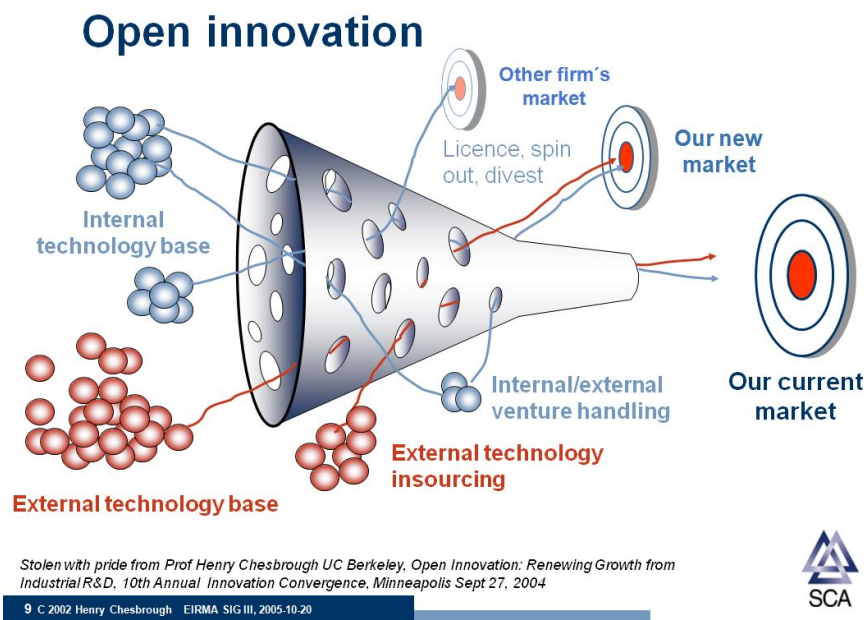 Open innovation
Other firm´s
market
Licence, spin
out, divest
Our new
market
Internal
technology base
Internal/external
venture handling
Our current
market
External technology
insourcing
External technology base
Stolen with pride from Prof Henry Chesbrough UC Berkeley, Open Innovation: Renewing Growth from
Industrial R&D, 10th Annual Innovation Convergence, Minneapolis Sept 27, 2004
SCA
9 C 2002 Henry Chesbrough EIRMA SIG III, 2005-10-20